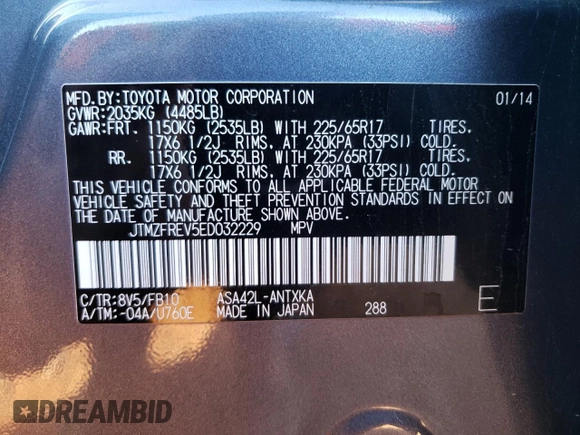 MFD.BY:TOYOTA MOTOR CORPORATION 01/14
GVWR:2035KG (4485LB)
GAWR:FRT. 1150KG (2535LB) WITH 225/65R17 TIRES,
17X6 1/2J RIMS, AT 230KPA (33PSI) COLD.
RR. 1150KG (2535LB) WITH 225/65R17 TIRES,
17X6 1/2J RIMS, AT 230KPA (33PSI) COLD.
THIS VEHICLE CONFORMS TO ALL APPLICABLE FEDERAL MOTOR
VEHICLE SAFETY AND THEFT PREVENTION STANDARDS IN EFFECT ON
THE DATE OF MANUFACTURE SHOWN ABOVE.
JTMZFREV5ED032229 MPV
C/TR:8V5/FB10 ASA42L-ANTXKA E
A/TM:-04A/U760E MADE IN JAPAN 288
DREAMBID